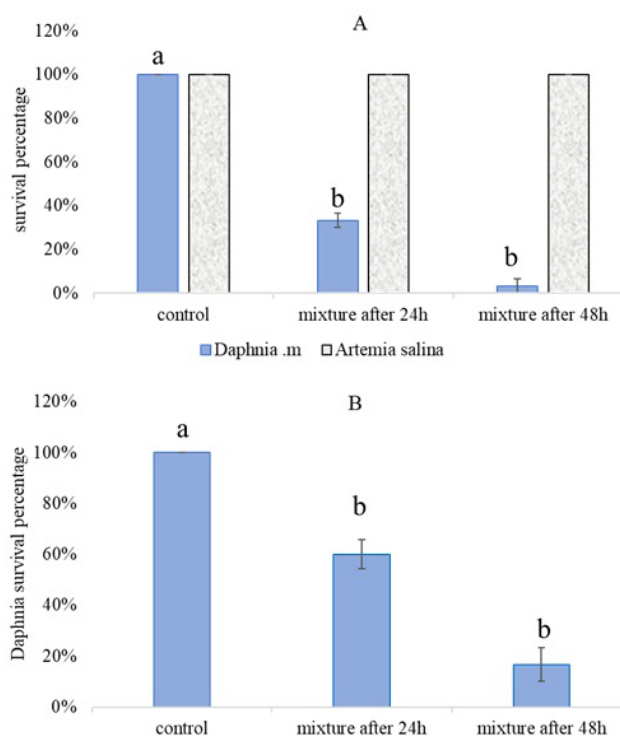 A
120%
a
100%
80%
60%
40%
20%
0%
b
b
survival percentage
control
mixture after 24h
mixture after 48h
Daphnia .m
Artemia salina
B
120%
a
100%
80%
60%
40%
20%
0%
b
b
Daphnia survival percentage
control
mixture after 24h
mixture after 48h